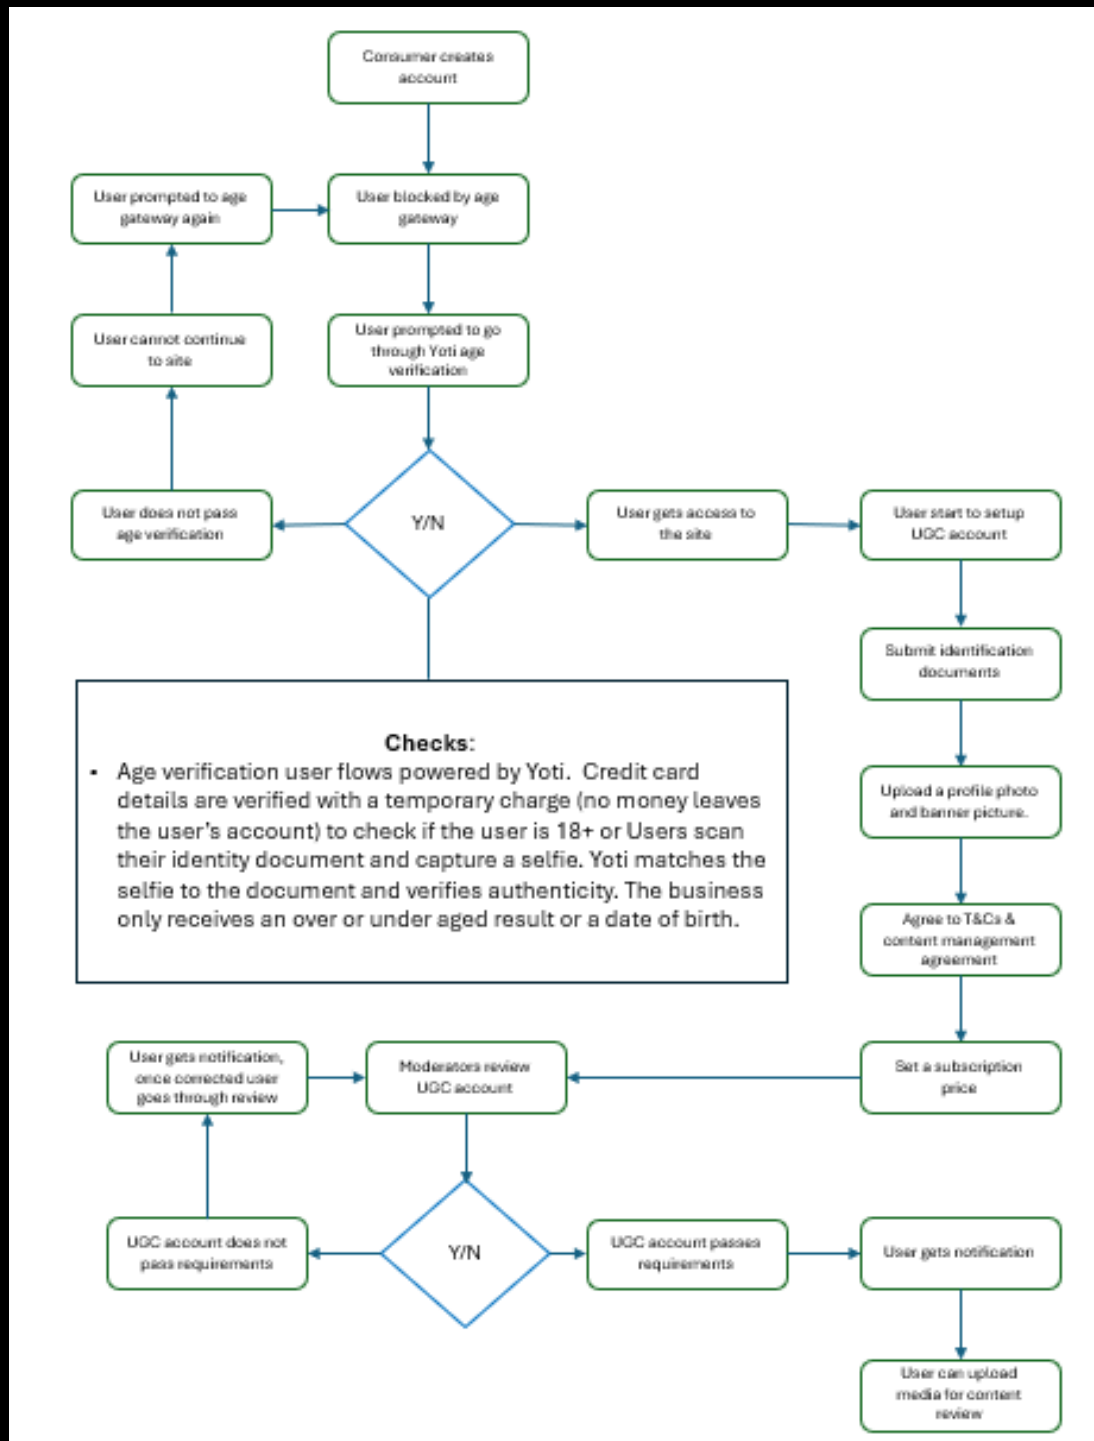 Consumer creates
account
User prompted to age
gateway again
User blocked by age
gateway
User cannot continue
to site
User prompted to go
through Yoti age
verification
User does not pass
age verification
Y/N
User gets access to
the site
User start to setup
UGC account
Submit identification
documents
Checks:
• Age verification user flows powered by Yoti. Credit card
details are verified with a temporary charge (no money leaves
the user's account) to check if the user is 18+ or Users scan
their identity document and capture a selfie. Yoti matches the
selfie to the document and verifies authenticity. The business
only receives an over or under aged result or a date of birth.
Upload a profile photo
and banner picture.
Agree to T&Cs &
content management
agreement
User gets notification,
once corrected user
goes through review
Moderators review
UGC account
Set a subscription
price
UGC account does not
pass requirements
Y/N
UGC account passes
requirements
User gets notification
User can upload
media for content
review